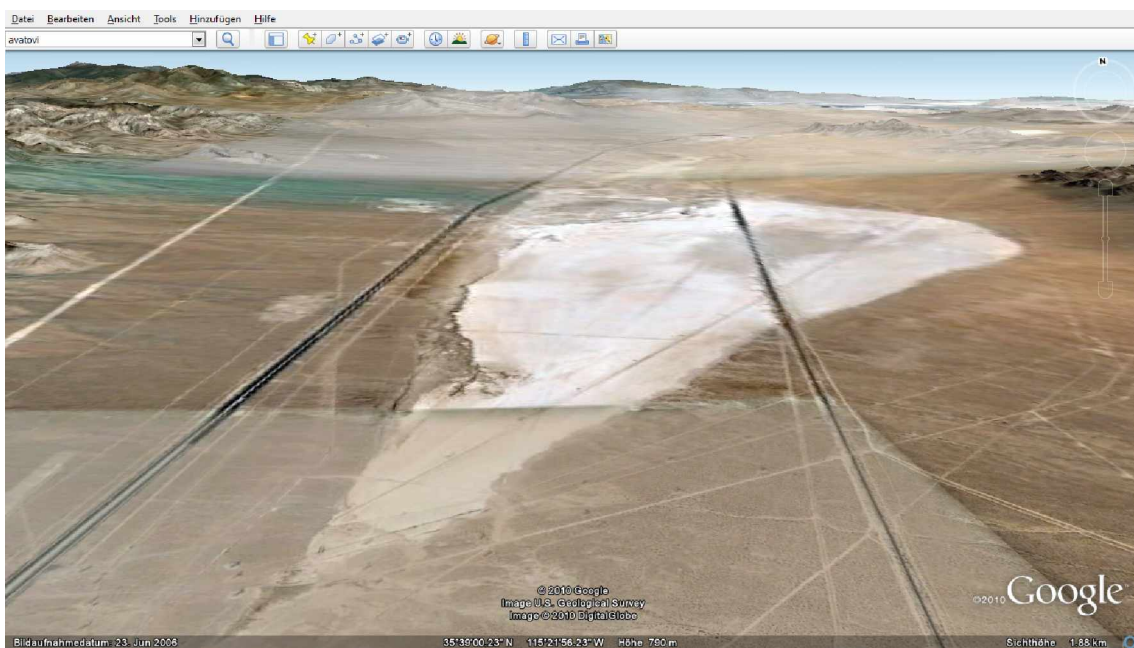 Datei Bearbeiten Ansicht Tools Hinzufügen Hilfe
avatovi
N
© 2010 Google
Image U.S. Geological Survey
Image © 2010 DigitalGlobe
©2010 Google
Bildaufnahmedatum: 23. Jun 2006 35°39'00.23" N 115°21'56.23" W Höhe 790 m Sichthöhe 1.88 km